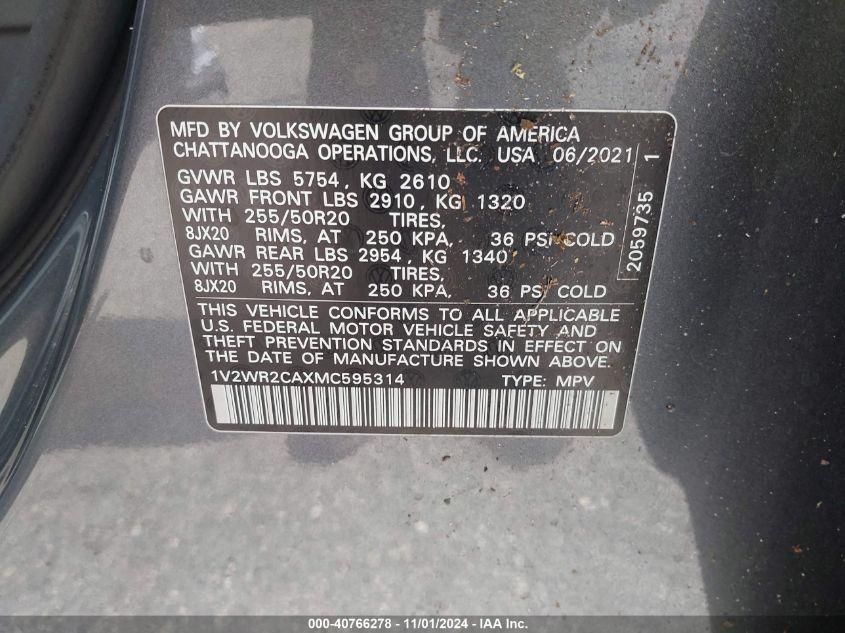 MFD BY VOLKSWAGEN GROUP OF AMERICA
CHATTANOOGA OPERATIONS, LLC. USA 06/2021
GVWR LBS 5754, KG 2610
GAWR FRONT LBS 2910, KG 1320
WITH 255/50R20 TIRES,
8JX20 RIMS, AT 250 KPA, 36 PSI COLD
GAWR REAR LBS 2954, KG 1340
WITH 255/50R20 TIRES,
8JX20 RIMS, AT 250 KPA, 36 PSI COLD
2059735 1
THIS VEHICLE CONFORMS TO ALL APPLICABLE
U.S. FEDERAL MOTOR VEHICLE SAFETY AND
THEFT PREVENTION STANDARDS IN EFFECT ON
THE DATE OF MANUFACTURE SHOWN ABOVE.
1V2WR2CAXMC595314 TYPE: MPV
000-40766278 - 11/01/2024 - IAA Inc.